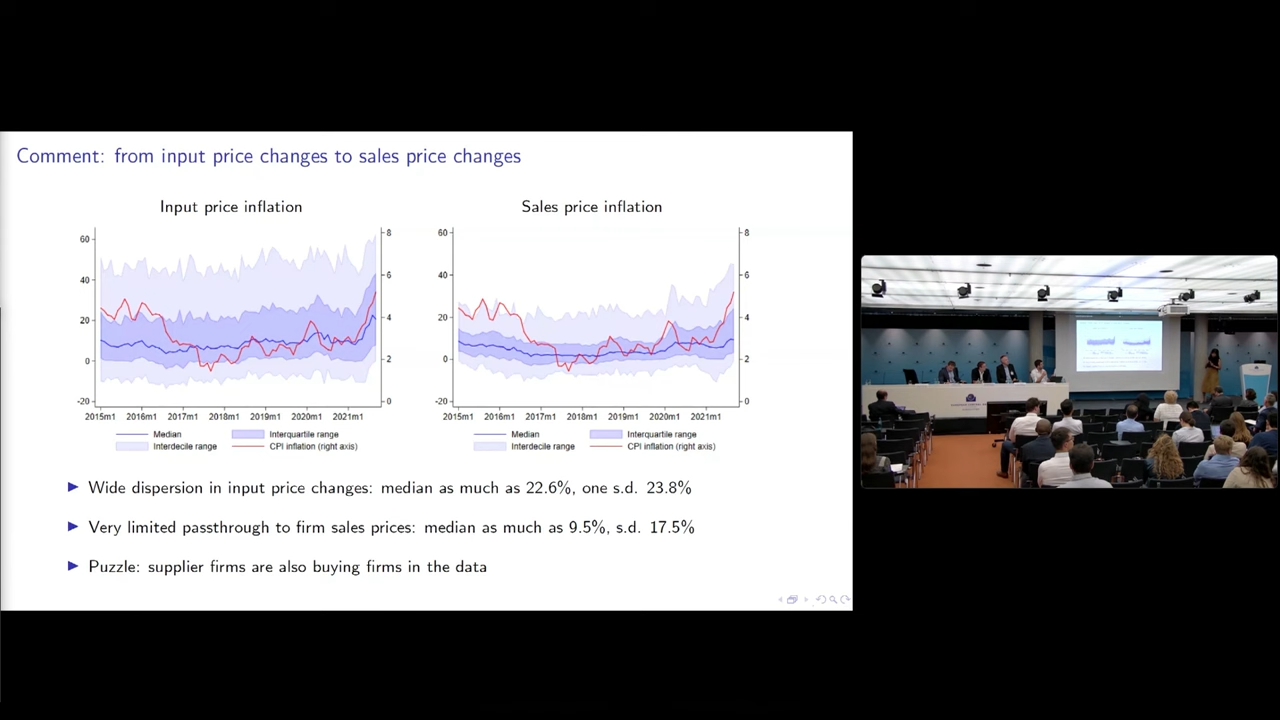 Comment: from input price changes to sales price changes
Input price inflation
60
40
20
0
-20
8
6
4
2
0
2015m1 2016m1 2017m1 2018m1 2019m1 2020m1 2021m1
Median
Interquartile range
Interdecile range
CPI inflation (right axis)
Sales price inflation
60
40
20
0
-20
8
6
4
2
0
2015m1 2016m1 2017m1 2018m1 2019m1 2020m1 2021m1
Median
Interquartile range
Interdecile range
CPI inflation (right axis)
Wide dispersion in input price changes: median as much as 22.6%, one s.d. 23.8%
Very limited passthrough to firm sales prices: median as much as 9.5%, s.d. 17.5%
Puzzle: supplier firms are also buying firms in the data